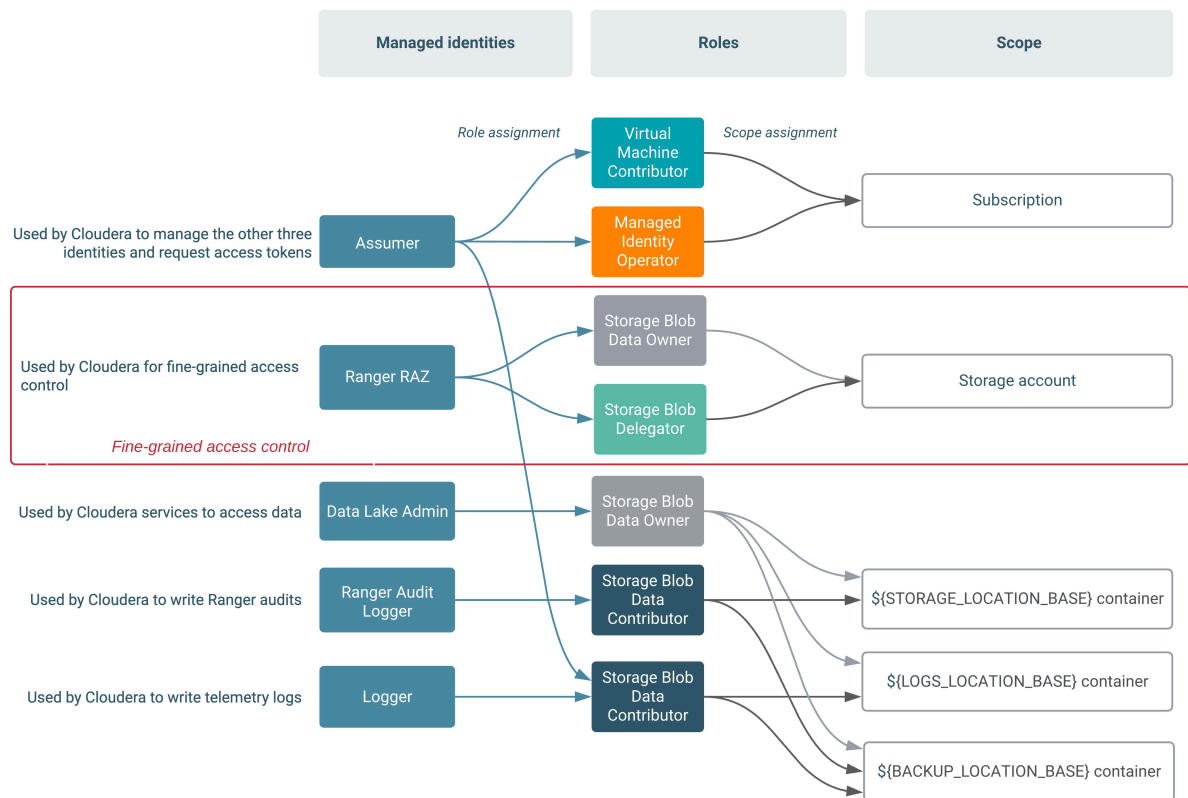 Managed identities
Roles
Scope
Role assignment
Scope assignment
Virtual
Machine
Contributor
Subscription
Used by Cloudera to manage the other three
identities and request access tokens
Assumer
Managed
Identity
Operator
Used by Cloudera for fine-grained access
control
Ranger RAZ
Storage Blob
Data Owner
Storage account
Storage Blob
Delegator
Fine-grained access control
Used by Cloudera services to access data
Data Lake Admin
Storage Blob
Data Owner
Used by Cloudera to write Ranger audits
Ranger Audit
Logger
Storage Blob
Data
Contributor
${STORAGE_LOCATION_BASE} container
Used by Cloudera to write telemetry logs
Logger
Storage Blob
Data
Contributor
${LOGS_LOCATION_BASE} container
${BACKUP_LOCATION_BASE} container